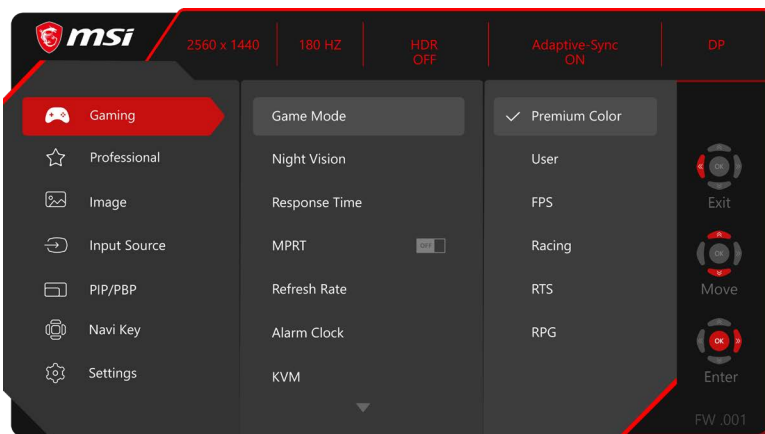 msi
2560 x 1440
180 HZ
HDR
OFF
Adaptive-Sync
ON
DP
Gaming
Professional
Image
Input Source
PIP/PBP
Navi Key
Settings
Game Mode
Night Vision
Response Time
MPRT
OFF
Refresh Rate
Alarm Clock
KVM
Premium Color
User
FPS
Racing
RTS
RPG
OK
Exit
OK
Move
OK
Enter
FW .001